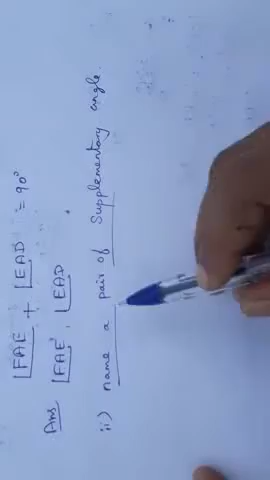 ∠FAE + ∠EAD = 90°
Ans ∠FAE, ∠EAD.
ii) name a pair of Supplementary angle.